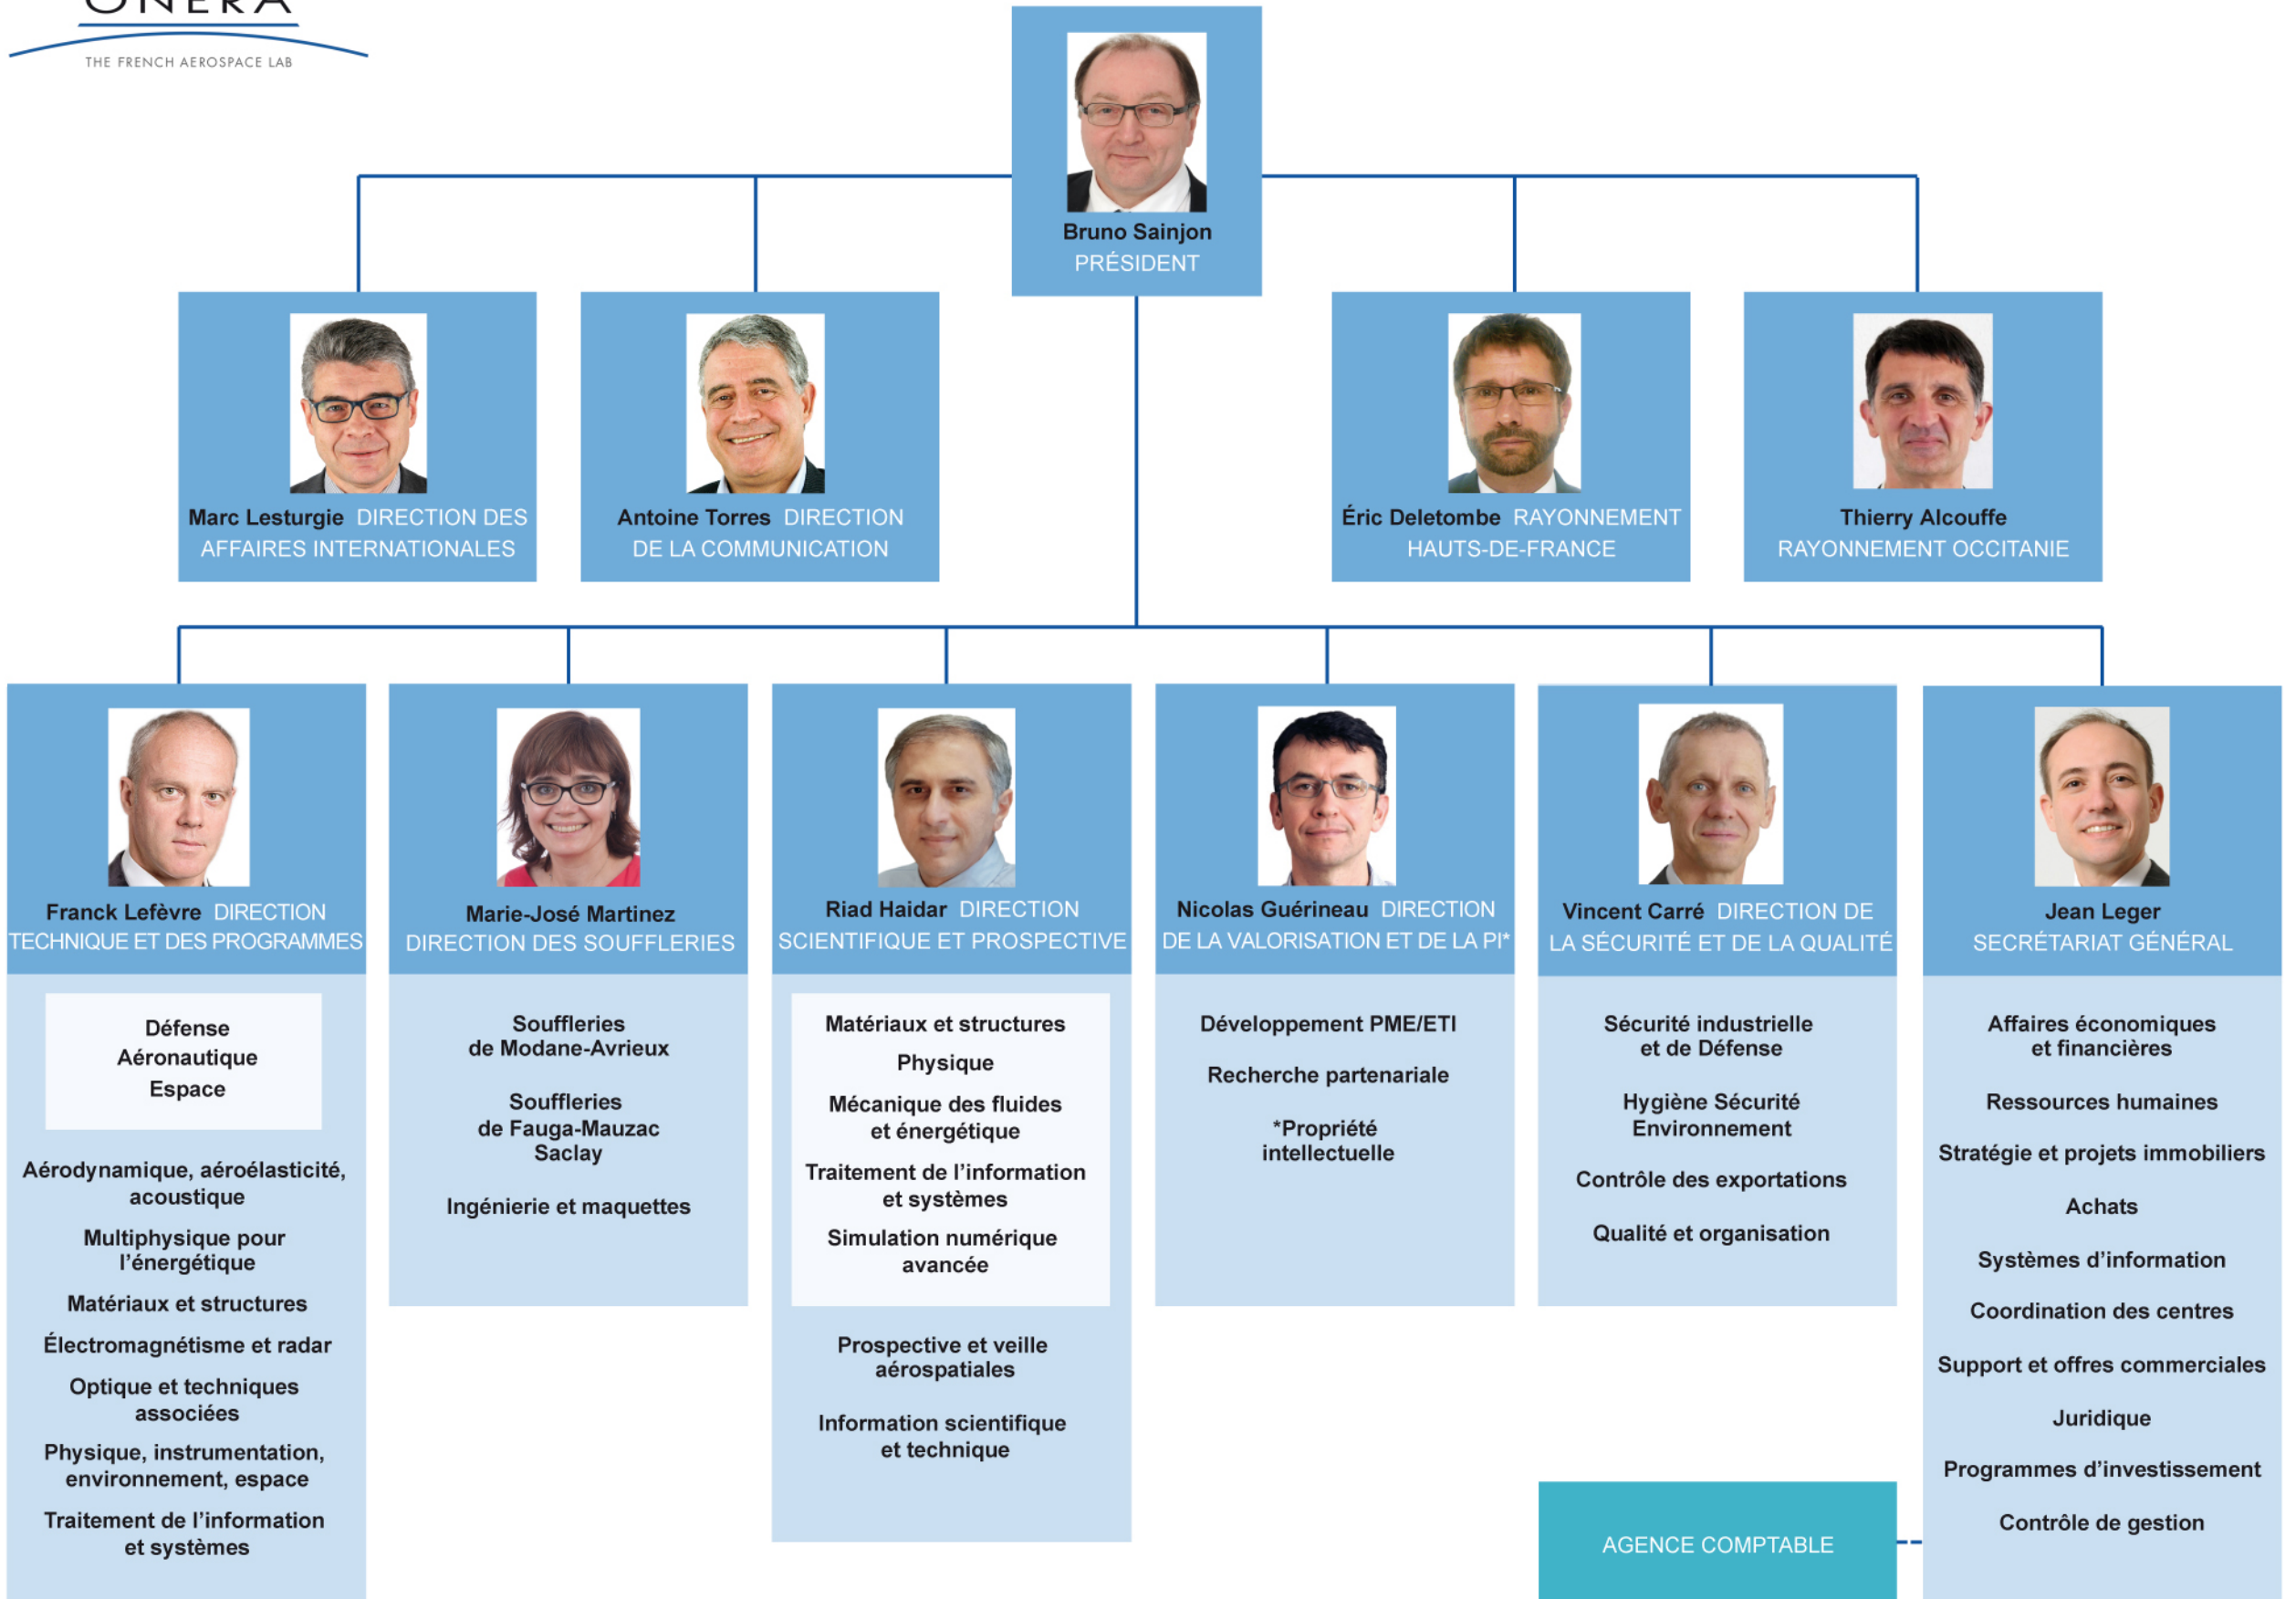 ONERA
THE FRENCH AEROSPACE LAB
Bruno Sainjon
PRÉSIDENT
Marc Lesturgie DIRECTION DES
AFFAIRES INTERNATIONALES
Antoine Torres DIRECTION
DE LA COMMUNICATION
Éric Deletombe RAYONNEMENT
HAUTS-DE-FRANCE
Thierry Alcouffe
RAYONNEMENT OCCITANIE
Franck Lefèvre DIRECTION
TECHNIQUE ET DES PROGRAMMES
Défense
Aéronautique
Espace
Aérodynamique, aéroélasticité,
acoustique
Multiphysique pour
l'énergétique
Matériaux et structures
Électromagnétisme et radar
Optique et techniques
associées
Physique, instrumentation,
environnement, espace
Traitement de l'information
et systèmes
Marie-José Martinez
DIRECTION DES SOUFFLERIES
Souffleries
de Modane-Avrieux
Souffleries
de Fauga-Mauzac
Saclay
Ingénierie et maquettes
Riad Haidar DIRECTION
SCIENTIFIQUE ET PROSPECTIVE
Matériaux et structures
Physique
Mécanique des fluides
et énergétique
Traitement de l'information
et systèmes
Simulation numérique
avancée
Prospective et veille
aérospatiales
Information scientifique
et technique
Nicolas Guérineau DIRECTION
DE LA VALORISATION ET DE LA PI*
Développement PME/ETI
Recherche partenariale
*Propriété
intellectuelle
Vincent Carré DIRECTION DE
LA SÉCURITÉ ET DE LA QUALITÉ
Sécurité industrielle
et de Défense
Hygiène Sécurité
Environnement
Contrôle des exportations
Qualité et organisation
Jean Leger
SECRÉTARIAT GÉNÉRAL
Affaires économiques
et financières
Ressources humaines
Stratégie et projets immobiliers
Achats
Systèmes d'information
Coordination des centres
Support et offres commerciales
Juridique
Programmes d'investissement
Contrôle de gestion
AGENCE COMPTABLE